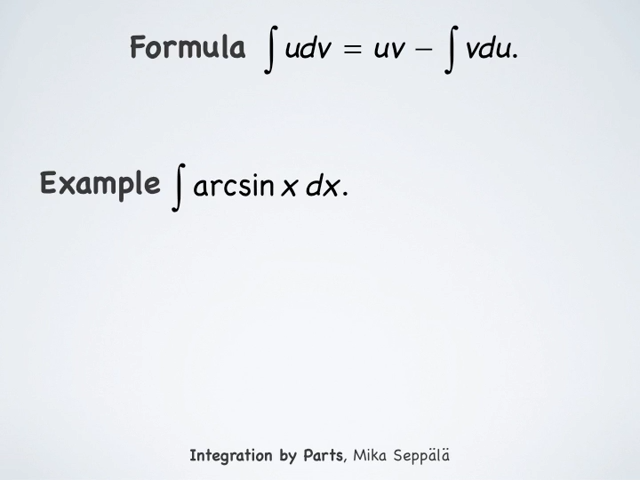 Formula ∫udv = uv − ∫vdu.
Example ∫arcsin x dx.
Integration by Parts, Mika Seppälä